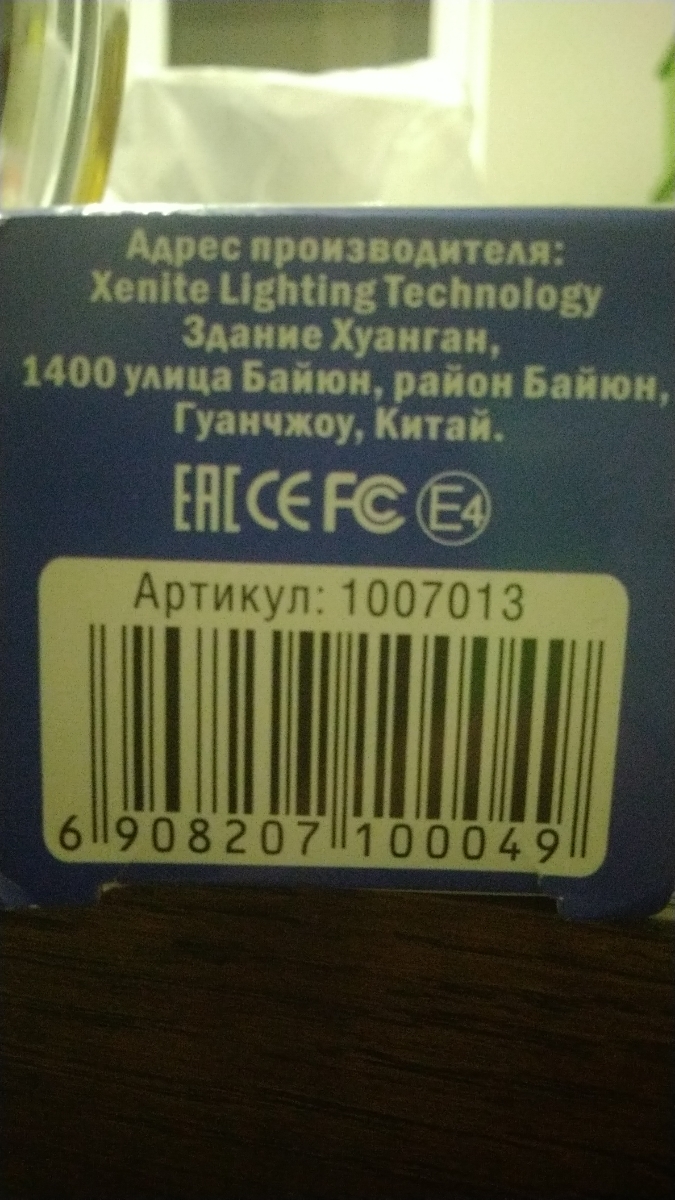 Адрес производителя:
Xenite Lighting Technology
Здание Хуанган,
1400 улица Байюн, район Байюн,
Гуанчжоу, Китай.
EAC CE FC E4
Артикул: 1007013
6 908207 100049